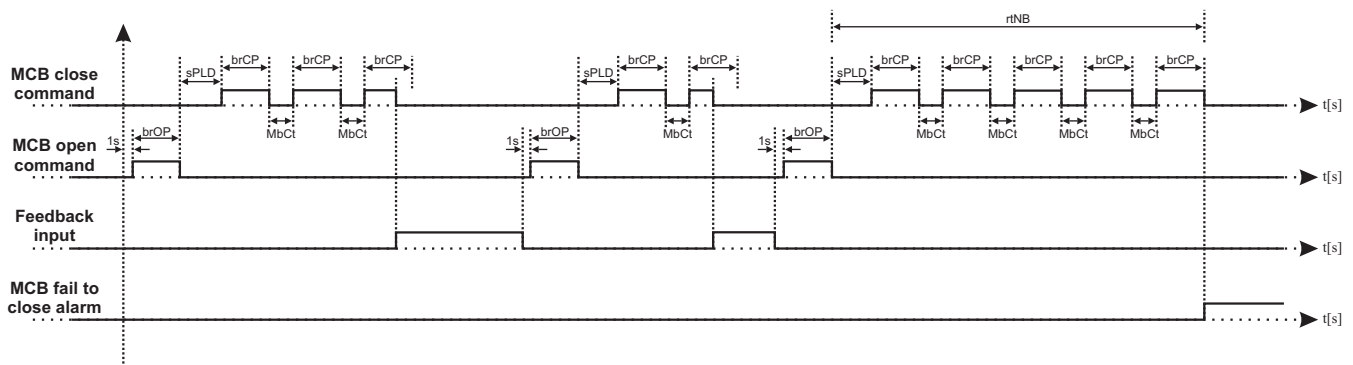 rtNB
brCP brCP brCP brCP brCP brCP brCP brCP brCP brCP
sPLD sPLD sPLD
MCB close
command
t[s]
MbCt MbCt MbCt MbCt MbCt MbCt MbCt
1s brOP 1s brOP 1s brOP
MCB open
command
t[s]
Feedback
input
t[s]
MCB fail to
close alarm
t[s]